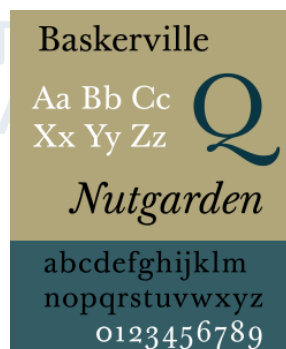 Baskerville
Aa Bb Cc
Xx Yy Zz
Q
Nutgarden
abcdefghijklm
nopqrstuvwxyz
0123456789